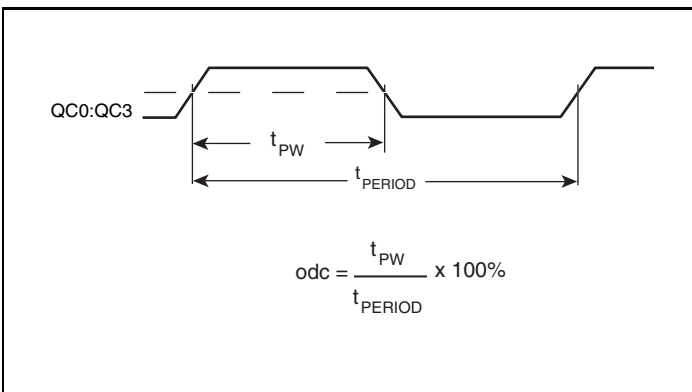 QC0:QC3
tPW
tPERIOD
odc = tPW / tPERIOD x 100%